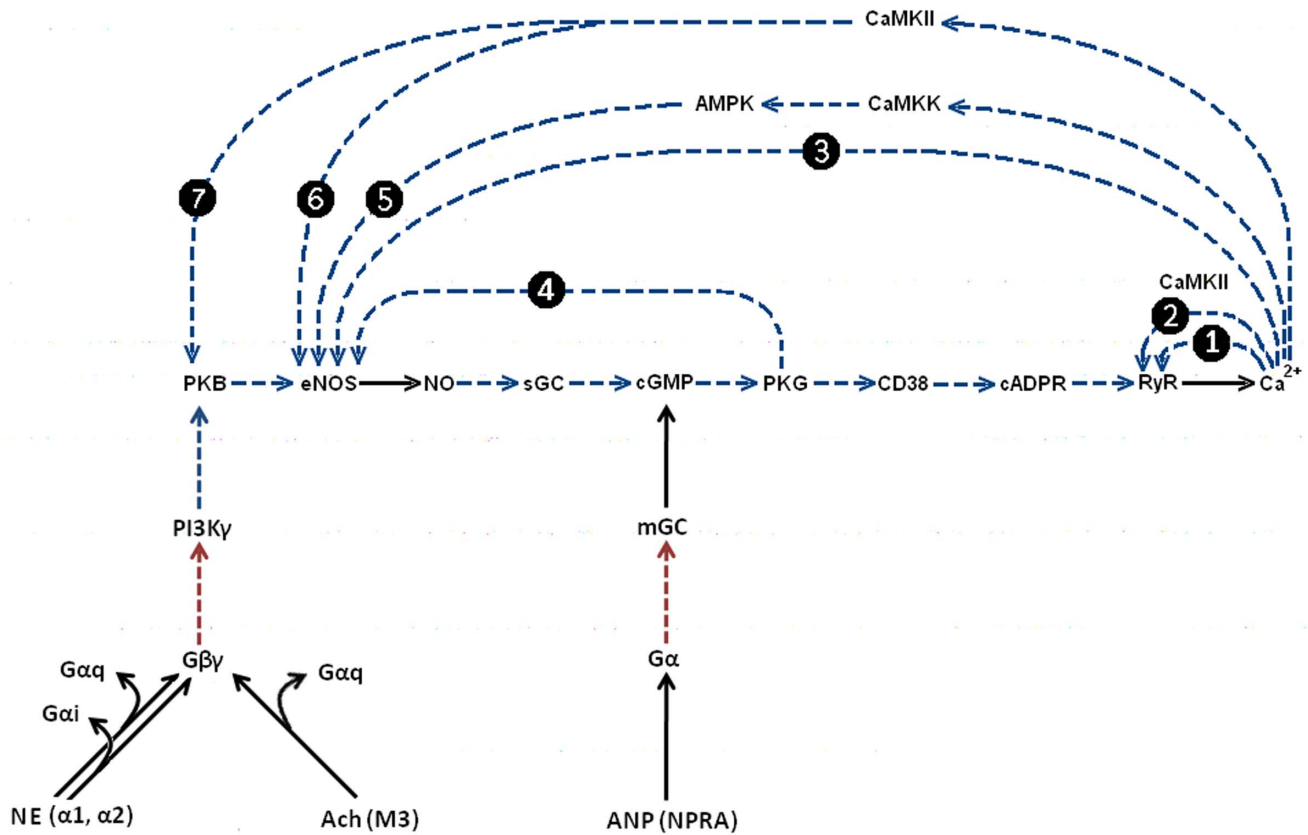 CaMKII
AMPK CaMKK
3
7 6 5
CaMKII
4 2
1
PKB eNOS NO sGC cGMP PKG CD38 cADPR RyR Ca2+
PI3Kγ mGC
Gβγ Gα
Gαq Gαq
Gαi
NE (α1, α2) Ach (M3) ANP (NPRA)